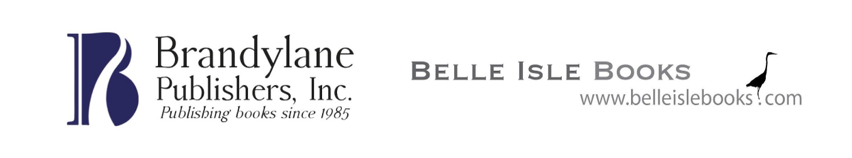 Brandylane
Publishers, Inc.
Publishing books since 1985
BELLE ISLE BOOKS
www.belleislebooks.com